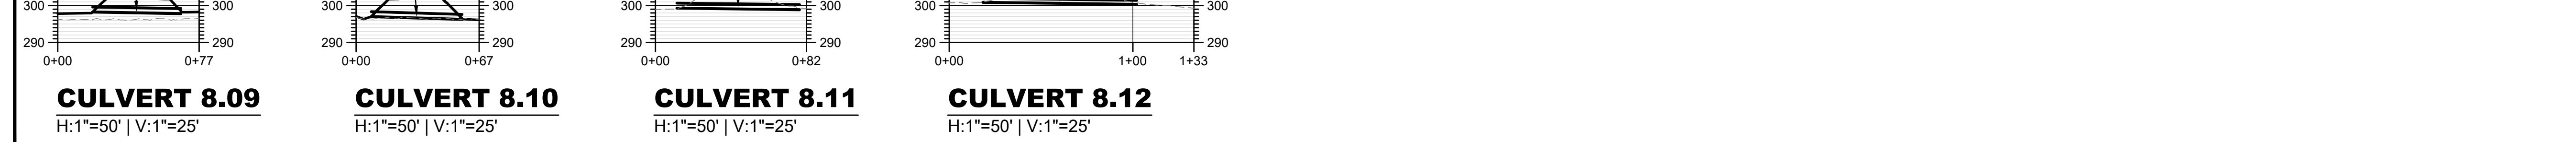 300 300 300 300 300 300 300 300
290 290 290 290 290 290 290 290
0+00 0+77 0+00 0+67 0+00 0+82 0+00 1+00 1+33
CULVERT 8.09 CULVERT 8.10 CULVERT 8.11 CULVERT 8.12
H:1"=50' | V:1"=25' H:1"=50' | V:1"=25' H:1"=50' | V:1"=25' H:1"=50' | V:1"=25'